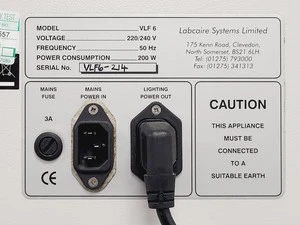 TEST
557
MODEL VLF 6
VOLTAGE 220/240 V
FREQUENCY 50 Hz
POWER CONSUMPTION 200 W
SERIAL No. VLF6-214
Labcaire Systems Limited
175 Kenn Road, Clevedon,
North Somerset, BS21 6LH.
Tel. (01275) 793000
Fax: (01275) 341313
MAINS
FUSE
MAINS
POWER IN
LIGHTING
POWER OUT
3A
CE
CAUTION
THIS APPLIANCE
MUST BE
CONNECTED TO
A
SUITABLE EARTH